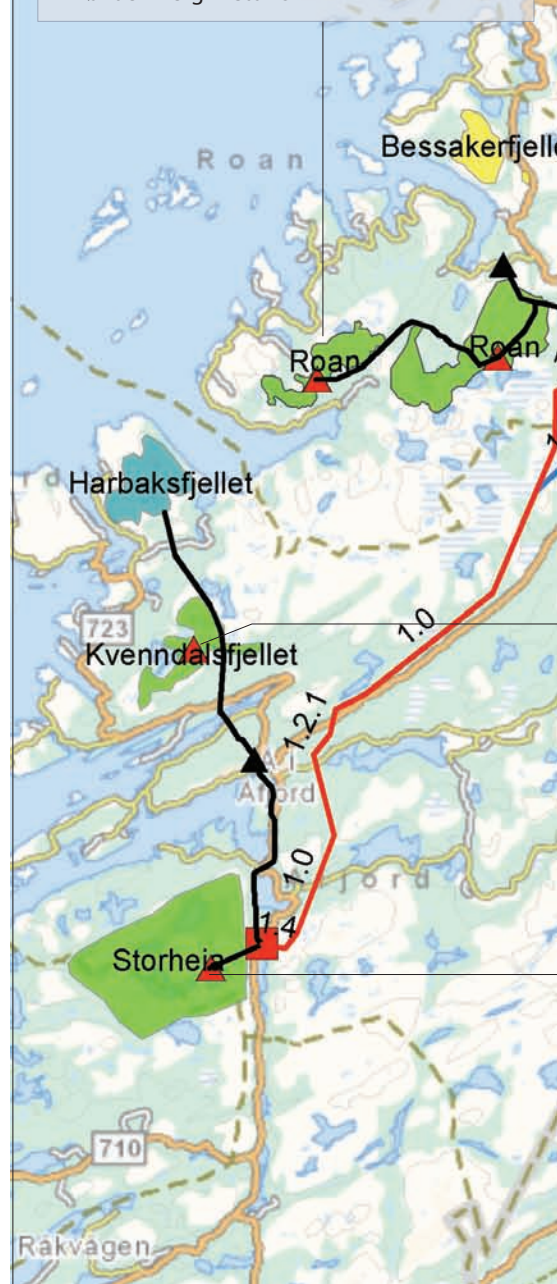 Roan
Bessakerfjelle
Roan
Roan
Harbaksfjellet
723
1.0
Kvenndalsfjellet
1.2.1
Åfjord
1.0
fjord
1.4
Storheia
710
Råkvågen